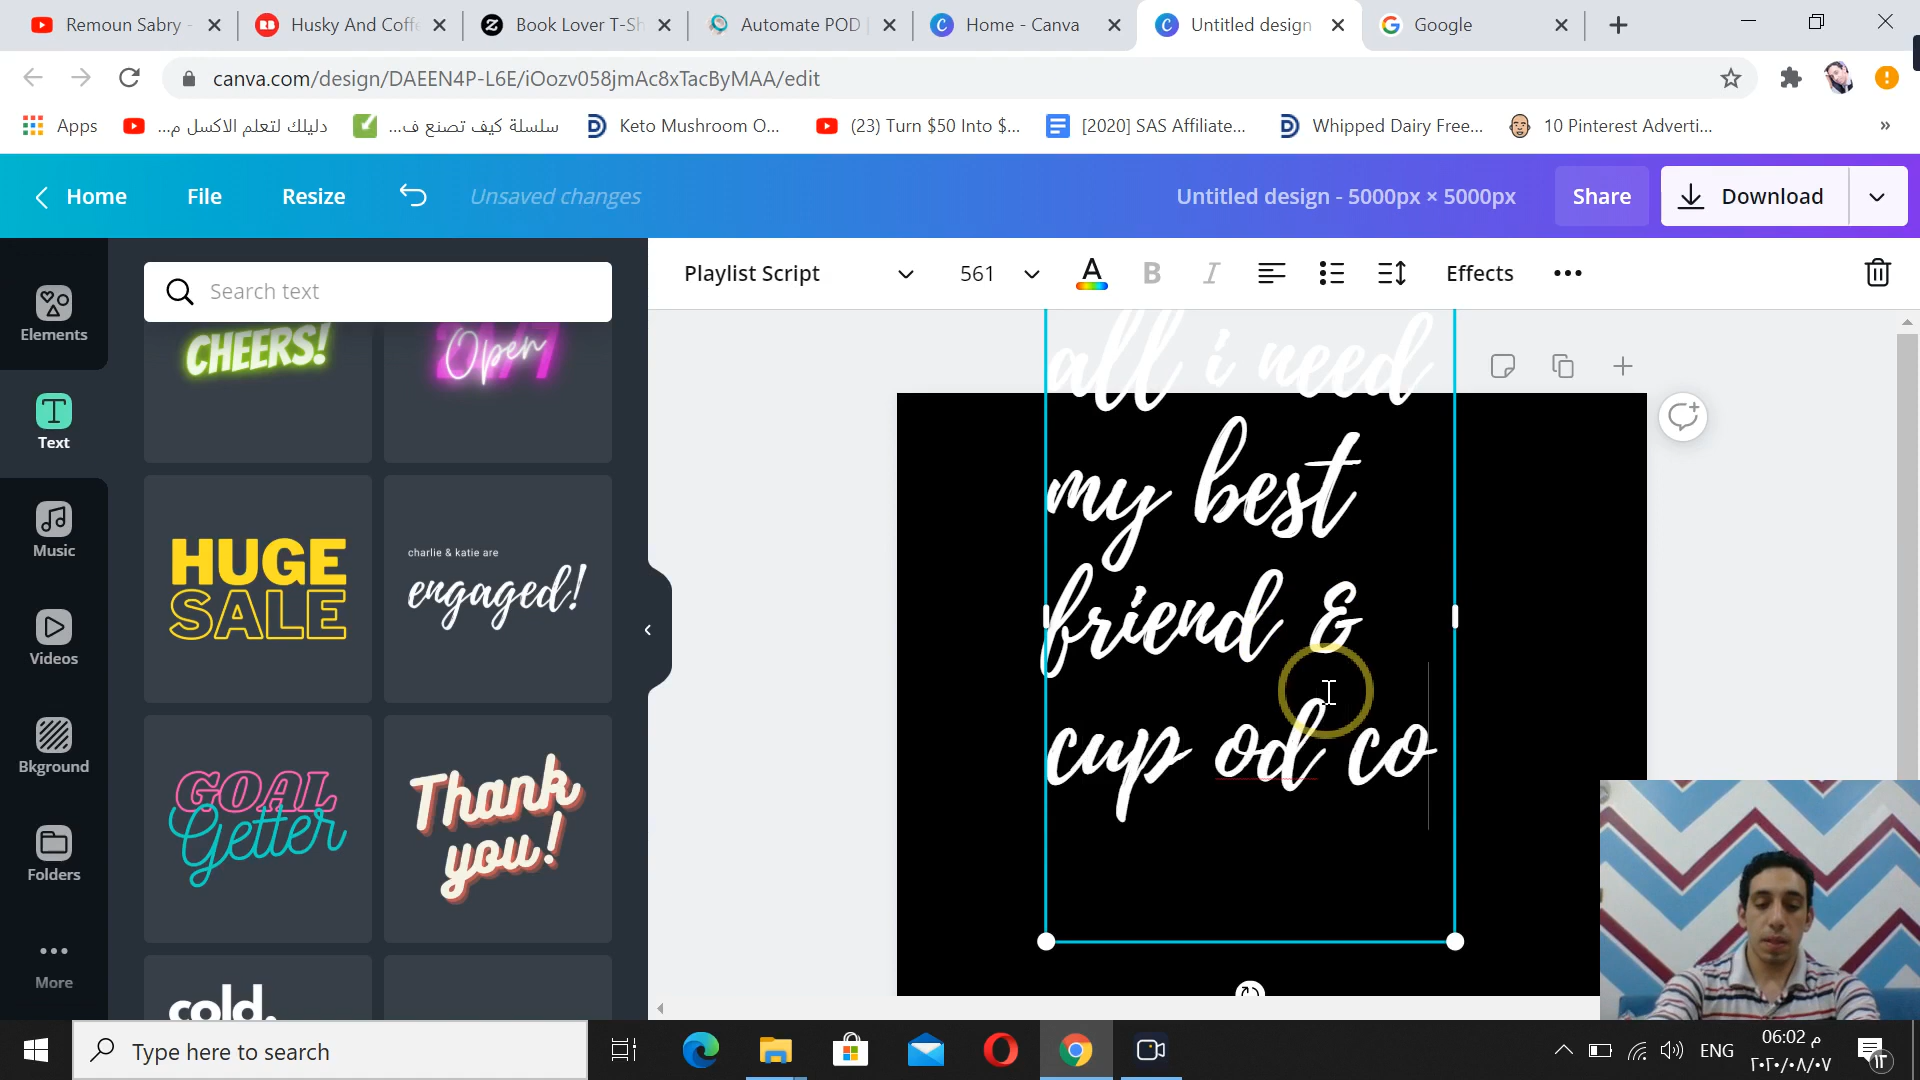 Remoun Sabry -
Husky And Coffe
Book Lover T-Sh
Automate POD
Home - Canva
Untitled design
Google
canva.com/design/DAEEN4P-L6E/iOozv058jmAc8xTacByMAA/edit
Apps
دليلك لتعلم الاكسل م...
سلسلة كيف تصنع ف...
Keto Mushroom O...
(23) Turn $50 Into $...
[2020] SAS Affiliate...
Whipped Dairy Free...
10 Pinterest Adverti...
»
Home
File
Resize
Unsaved changes
Untitled design - 5000px × 5000px
Share
Download
Elements
Text
Music
Videos
Bkground
Folders
More
Search text
CHEERS!
24/7
Open
HUGE
SALE
charlie & katie are
engaged!
GOAL
Getter
Thank
you!
cold.
Playlist Script
561
A
B
I
Effects
all i need
my best
friend &
cup od co
Type here to search
ENG
06:02 م
٢٠٢٠/٠٨/٠٧
١٣